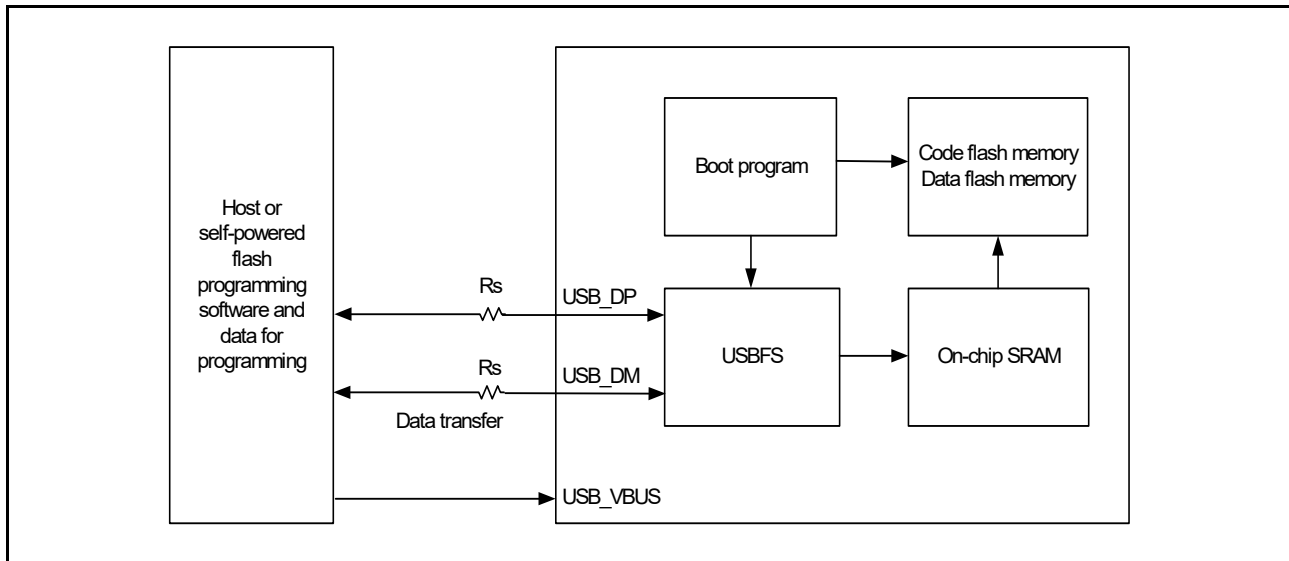 Host or
self-powered
flash
programming
software and
data for
programming
Rs
Rs
Data transfer
USB_DP
USB_DM
USB_VBUS
Boot program
Code flash memory
Data flash memory
USBFS
On-chip SRAM